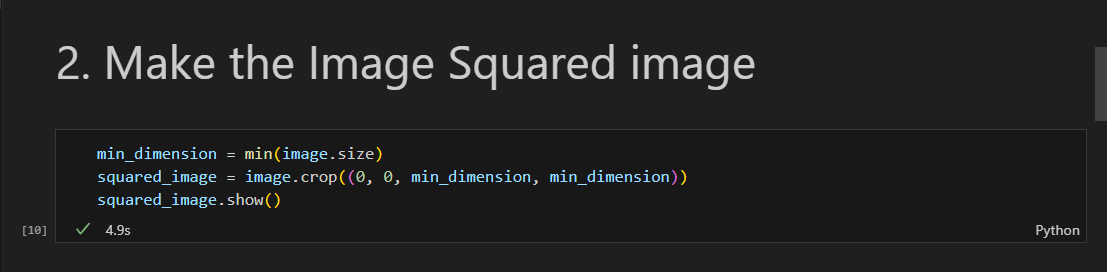 2. Make the Image Squared image
min_dimension = min(image.size)
squared_image = image.crop((0, 0, min_dimension, min_dimension))
squared_image.show()
[10] ✓ 4.9s Python